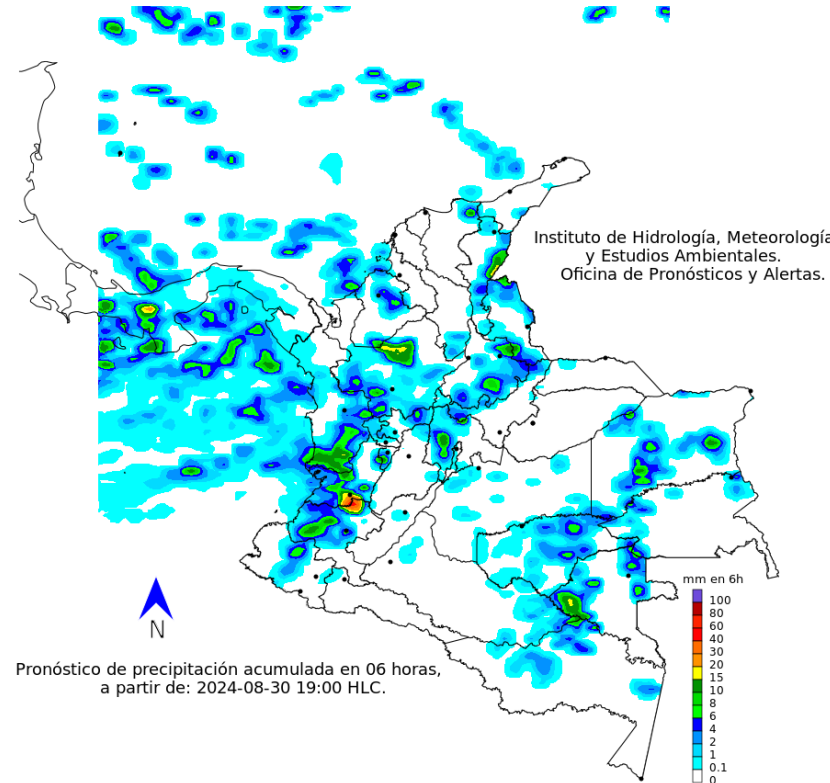 Instituto de Hidrología, Meteorología
y Estudios Ambientales.
Oficina de Pronósticos y Alertas.
N
Pronóstico de precipitación acumulada en 06 horas,
a partir de: 2024-08-30 19:00 HLC.
mm en 6h
100
80
60
40
30
20
15
10
8
6
4
2
1
0.1
0